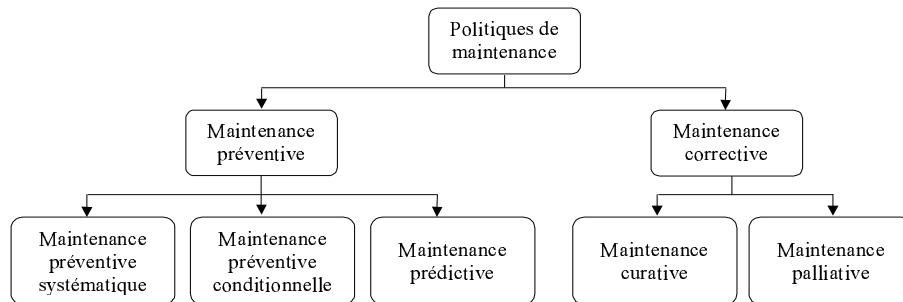 Politiques de
maintenance
Maintenance
préventive
Maintenance
corrective
Maintenance
préventive
systématique
Maintenance
préventive
conditionnelle
Maintenance
prédictive
Maintenance
curative
Maintenance
palliative